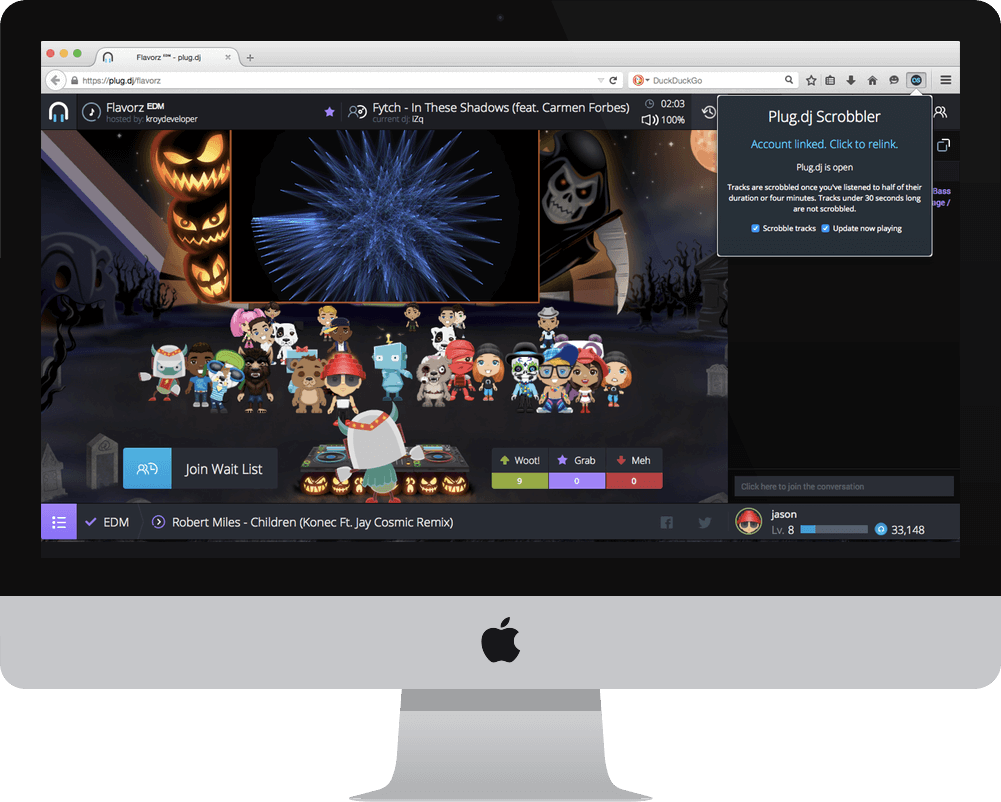 Flavorz ᴱᴰᴹ - plug.dj
https://plug.dj/flavorz
DuckDuckGo
Flavorz EDM
hosted by: kroydeveloper
Fytch - In These Shadows (feat. Carmen Forbes)
current dj: iZq
02:03
100%
Plug.dj Scrobbler
Account linked. Click to relink.
Plug.dj is open
Tracks are scrobbled once you've listened to half of their
duration or four minutes. Tracks under 30 seconds long
are not scrobbled.
Scrobble tracks
Update now playing
Bass
age /
Join Wait List
Woot!
Grab
Meh
9
0
0
Click here to join the conversation
EDM
Robert Miles - Children (Konec Ft. Jay Cosmic Remix)
jason
Lv. 8
33,148